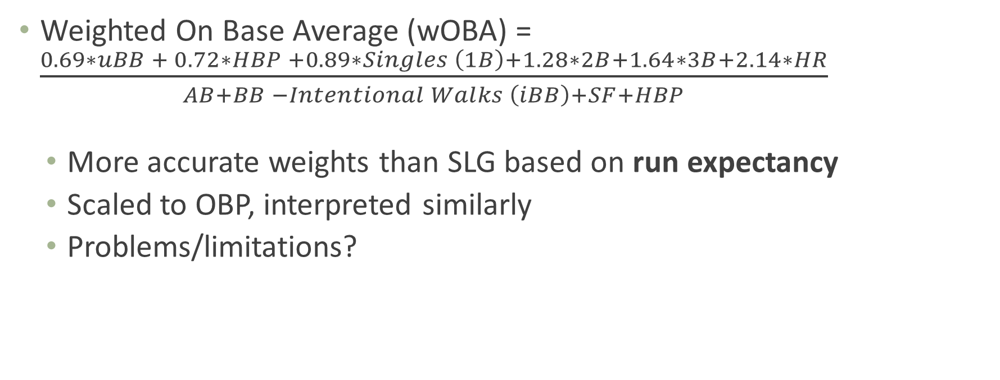 • Weighted On Base Average (wOBA) =
0.69*uBB + 0.72*HBP +0.89*Singles (1B)+1.28*2B+1.64*3B+2.14*HR
AB+BB −Intentional Walks (iBB)+SF+HBP
• More accurate weights than SLG based on run expectancy
• Scaled to OBP, interpreted similarly
• Problems/limitations?